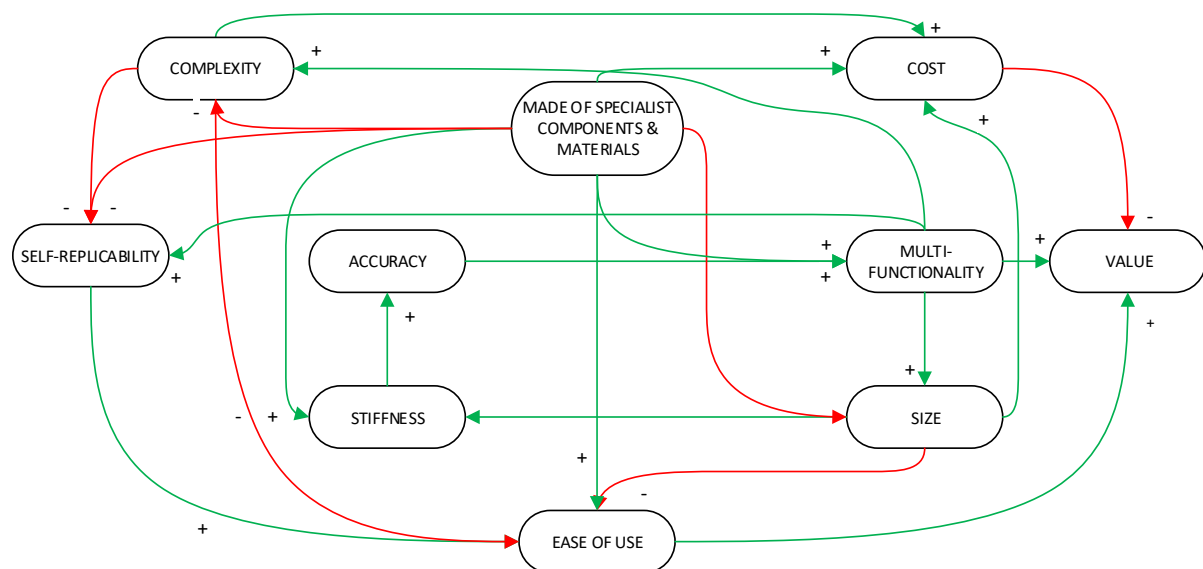 +
COMPLEXITY
+
-
MADE OF SPECIALIST
COMPONENTS &
MATERIALS
+
+
COST
+
-
-
SELF-REPLICABILITY
+
ACCURACY
+
+
MULTI-
FUNCTIONALITY
+
-
VALUE
+
+
+
-
+
STIFFNESS
SIZE
+
-
+
EASE OF USE